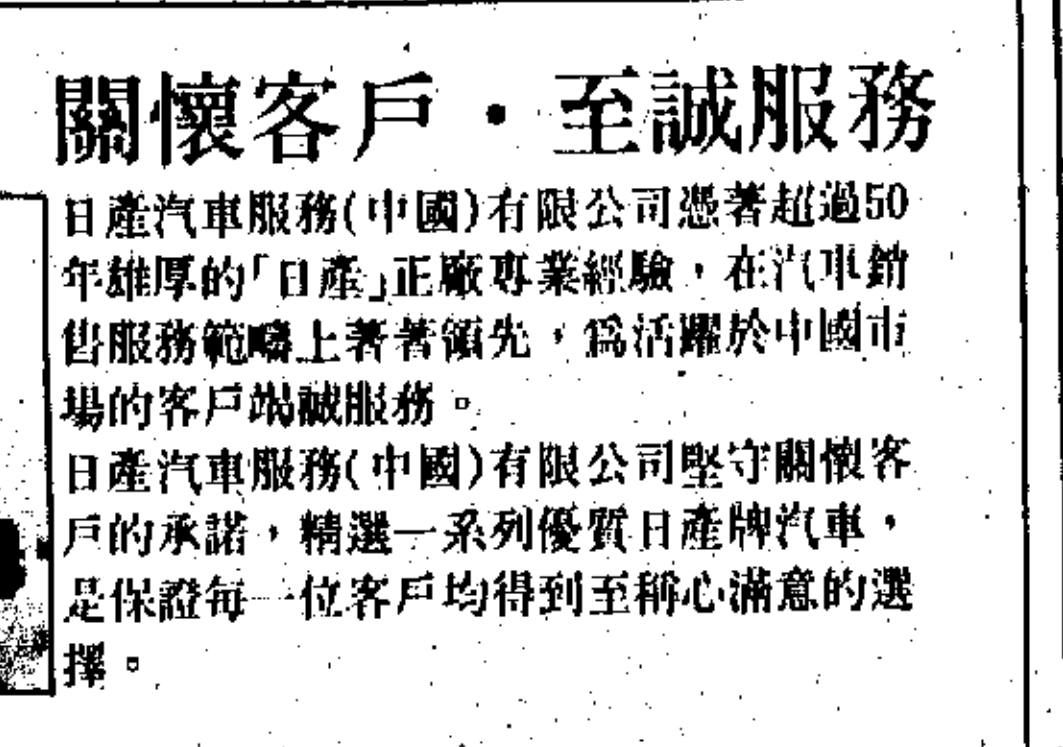 關懷客戶・至誠服務
日產汽車服務(中國)有限公司憑著超過50
年雄厚的「日產」正廠專業經驗，在汽車銷
售服務範疇上著著領先，為活躍於中國市
場的客戶竭誠服務。
日產汽車服務(中國)有限公司堅守關懷客
戶的承諾，精選一系列優質日產牌汽車，
是保證每一位客戶均得到至稱心滿意的選
擇。